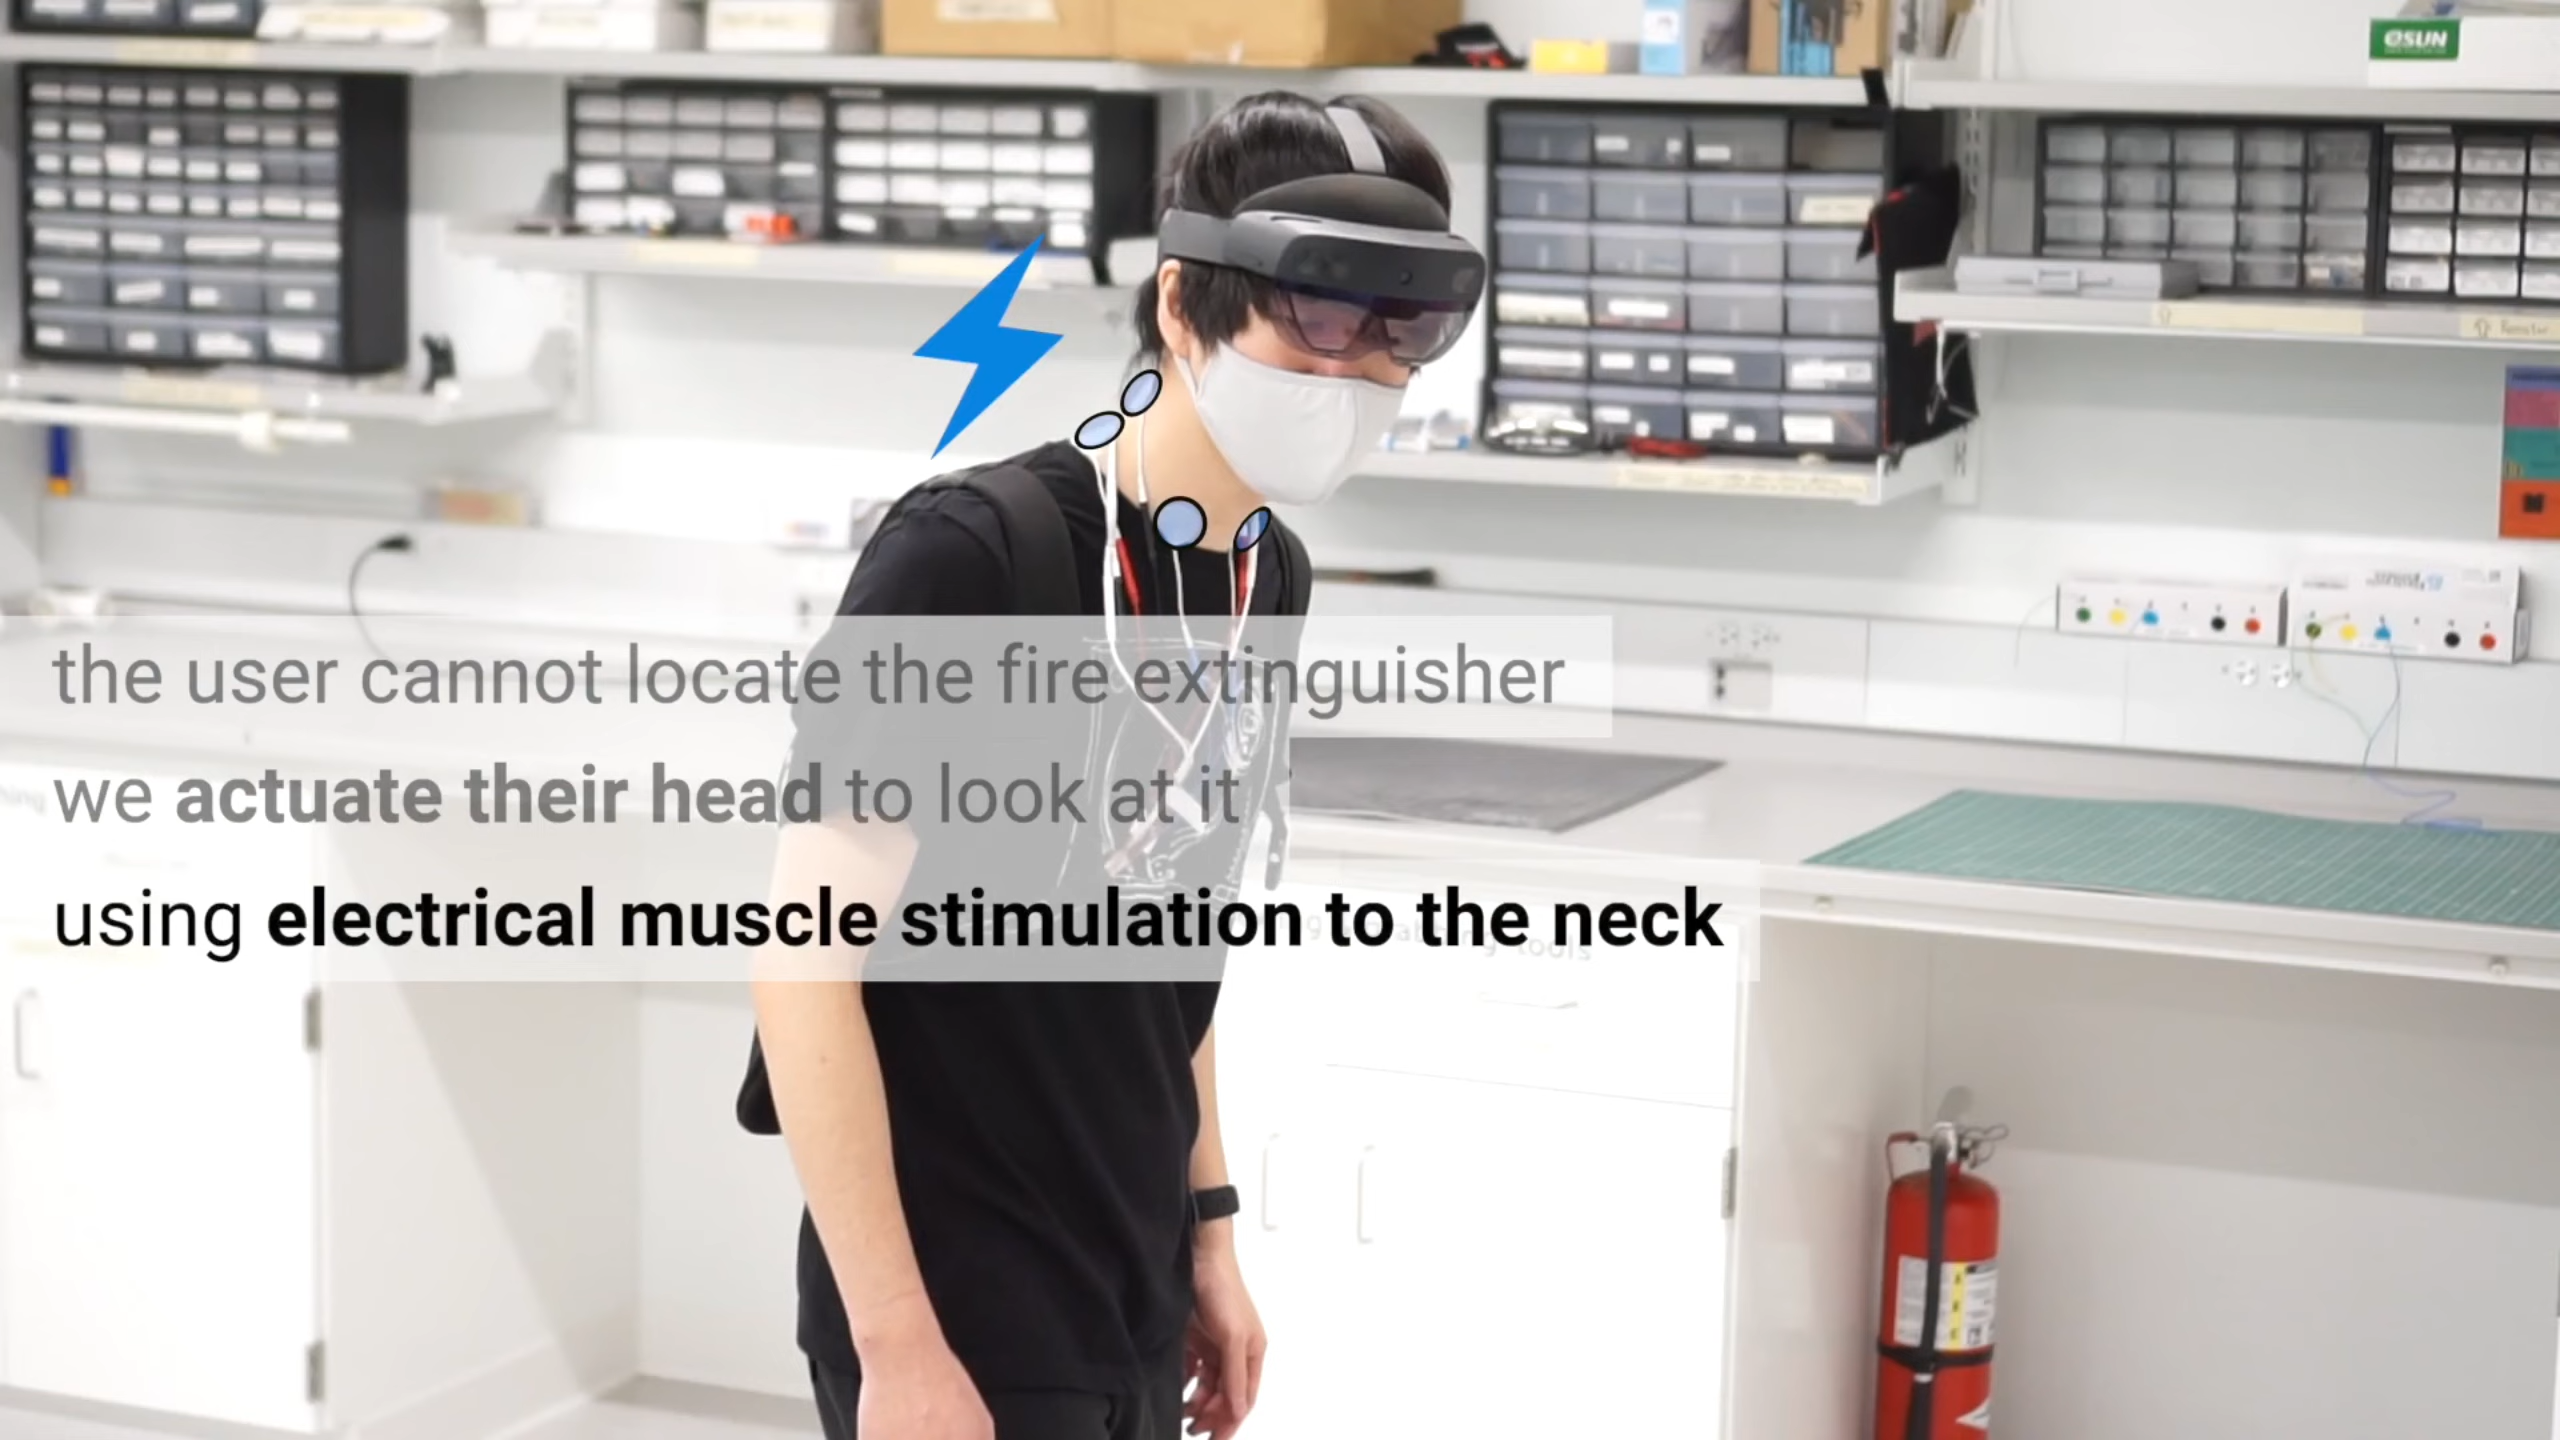 eSUN
the user cannot locate the fire extinguisher
we actuate their head to look at it
using electrical muscle stimulation to the neck